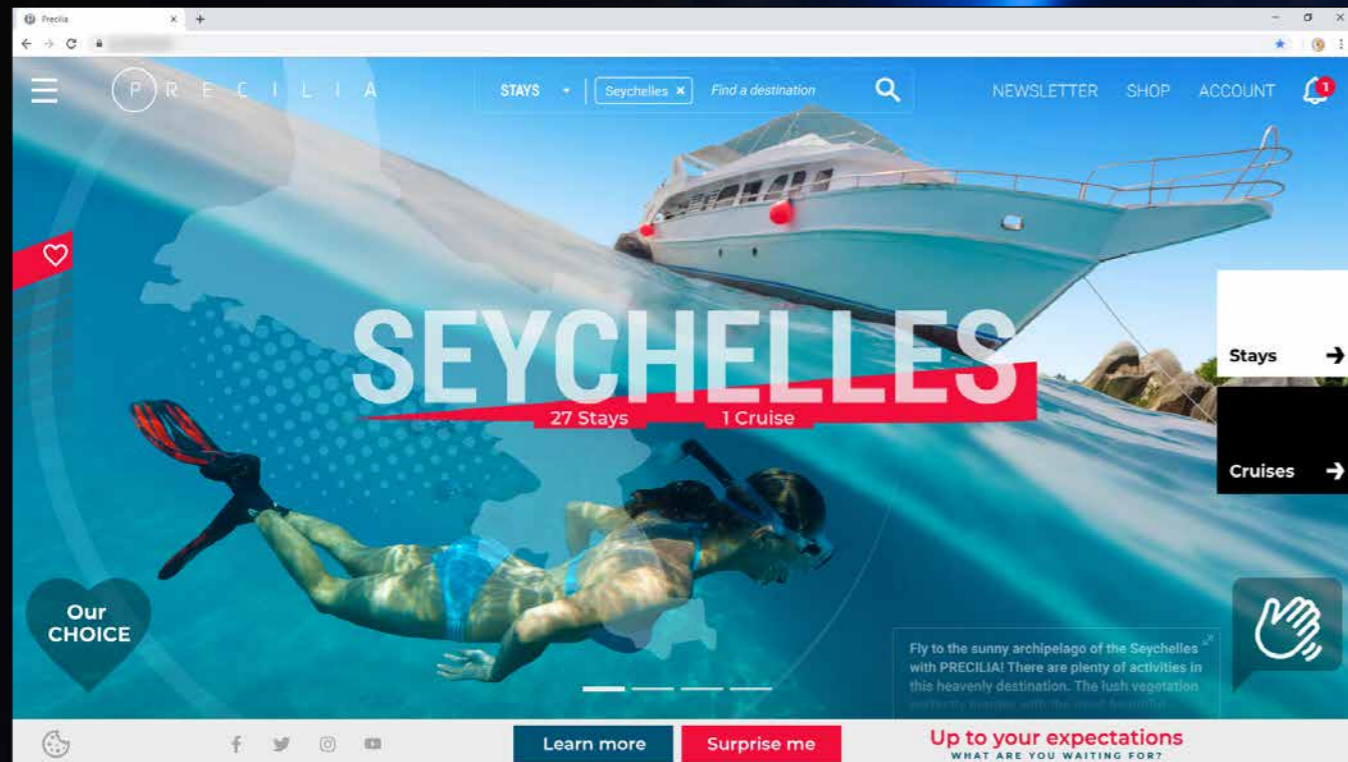 Precilia
PRECILIA
STAYS
Seychelles ×
Find a destination
NEWSLETTER SHOP ACCOUNT
1
SEYCHELLES
27 Stays 1 Cruise
Stays
Cruises
Our
CHOICE
Fly to the sunny archipelago of the Seychelles
with PRECILIA! There are plenty of activities in
this heavenly destination. The lush vegetation
Learn more
Surprise me
Up to your expectations
WHAT ARE YOU WAITING FOR?